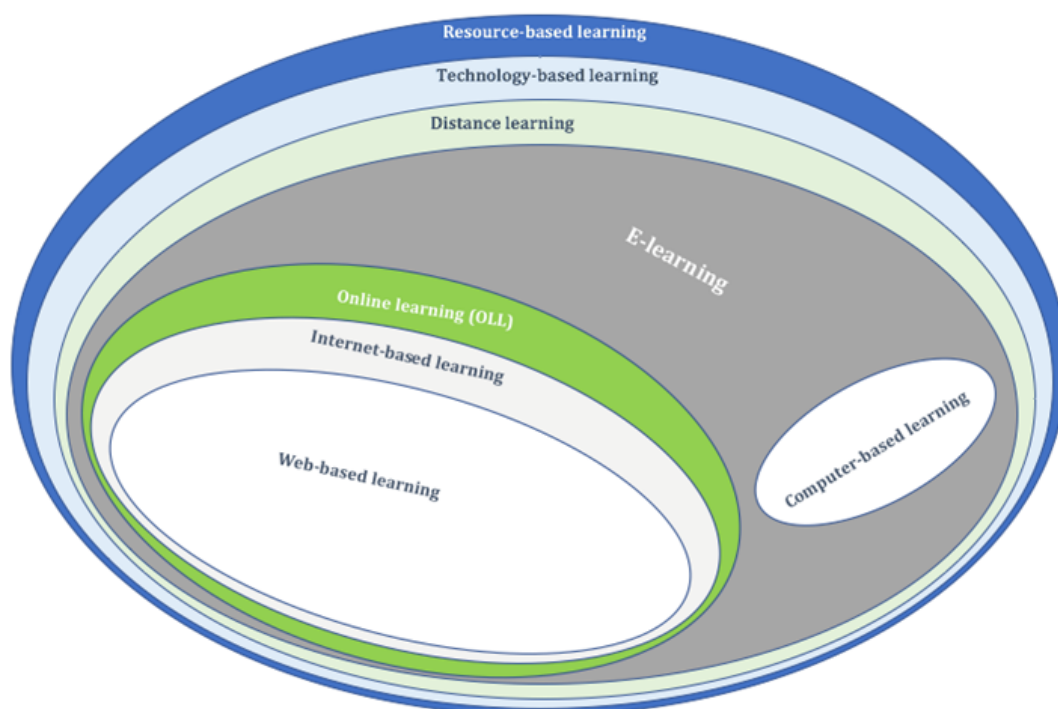 Resource-based learning
Technology-based learning
Distance learning
E-learning
Online learning (OLL)
Internet-based learning
Web-based learning
Computer-based learning